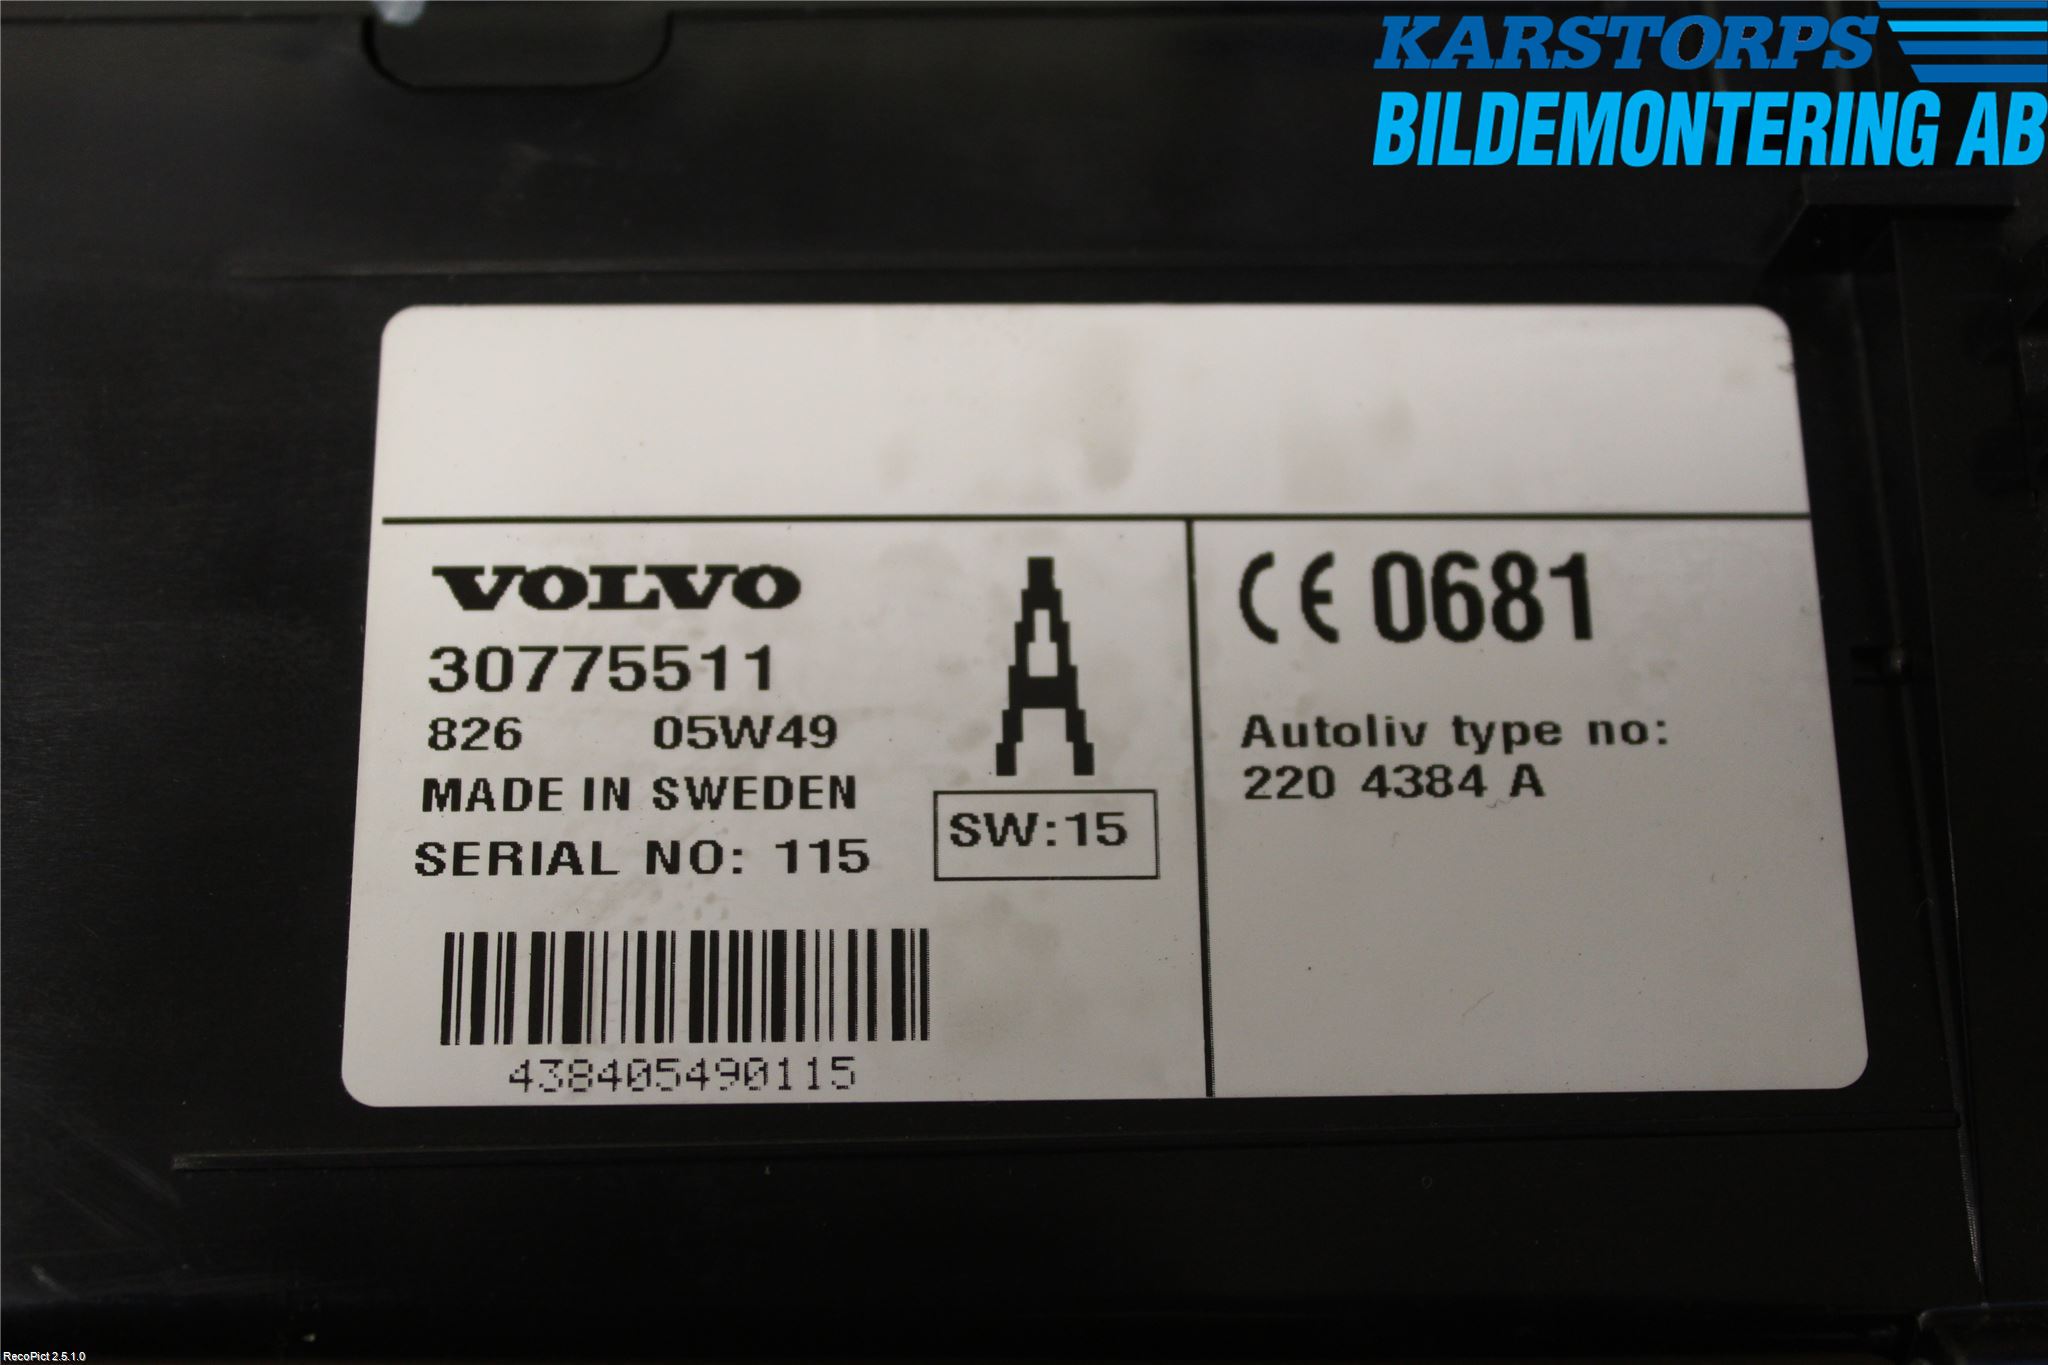 KARSTORPS
BILDEMONTERING AB
VOLVO
30775511
826 05W49
MADE IN SWEDEN
SERIAL NO: 115
SW:15
438405490115
CE 0681
Autoliv type no:
220 4384 A
RecoPict 2.5.1.0